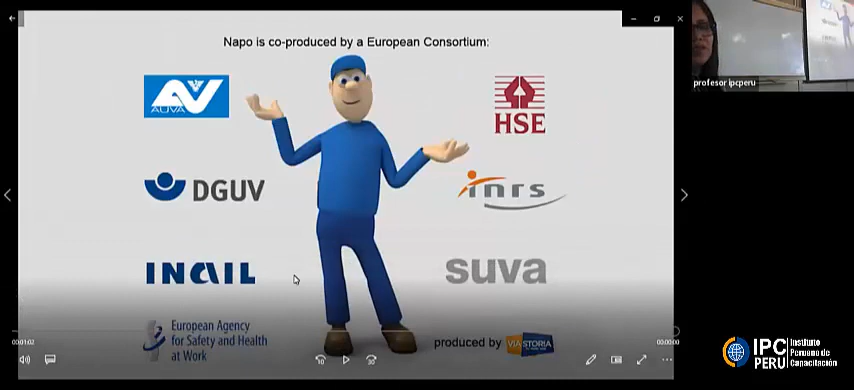 Napo is co-produced by a European Consortium:
AUVA
HSE
DGUV
inrs
INAIL
suva
European Agency
for Safety and Health
at Work
produced by VIA STORIA
00:01:02
00:00:00
10
30
profesor ipcperu
IPC
PERU
Instituto
Peruano de
Capacitación